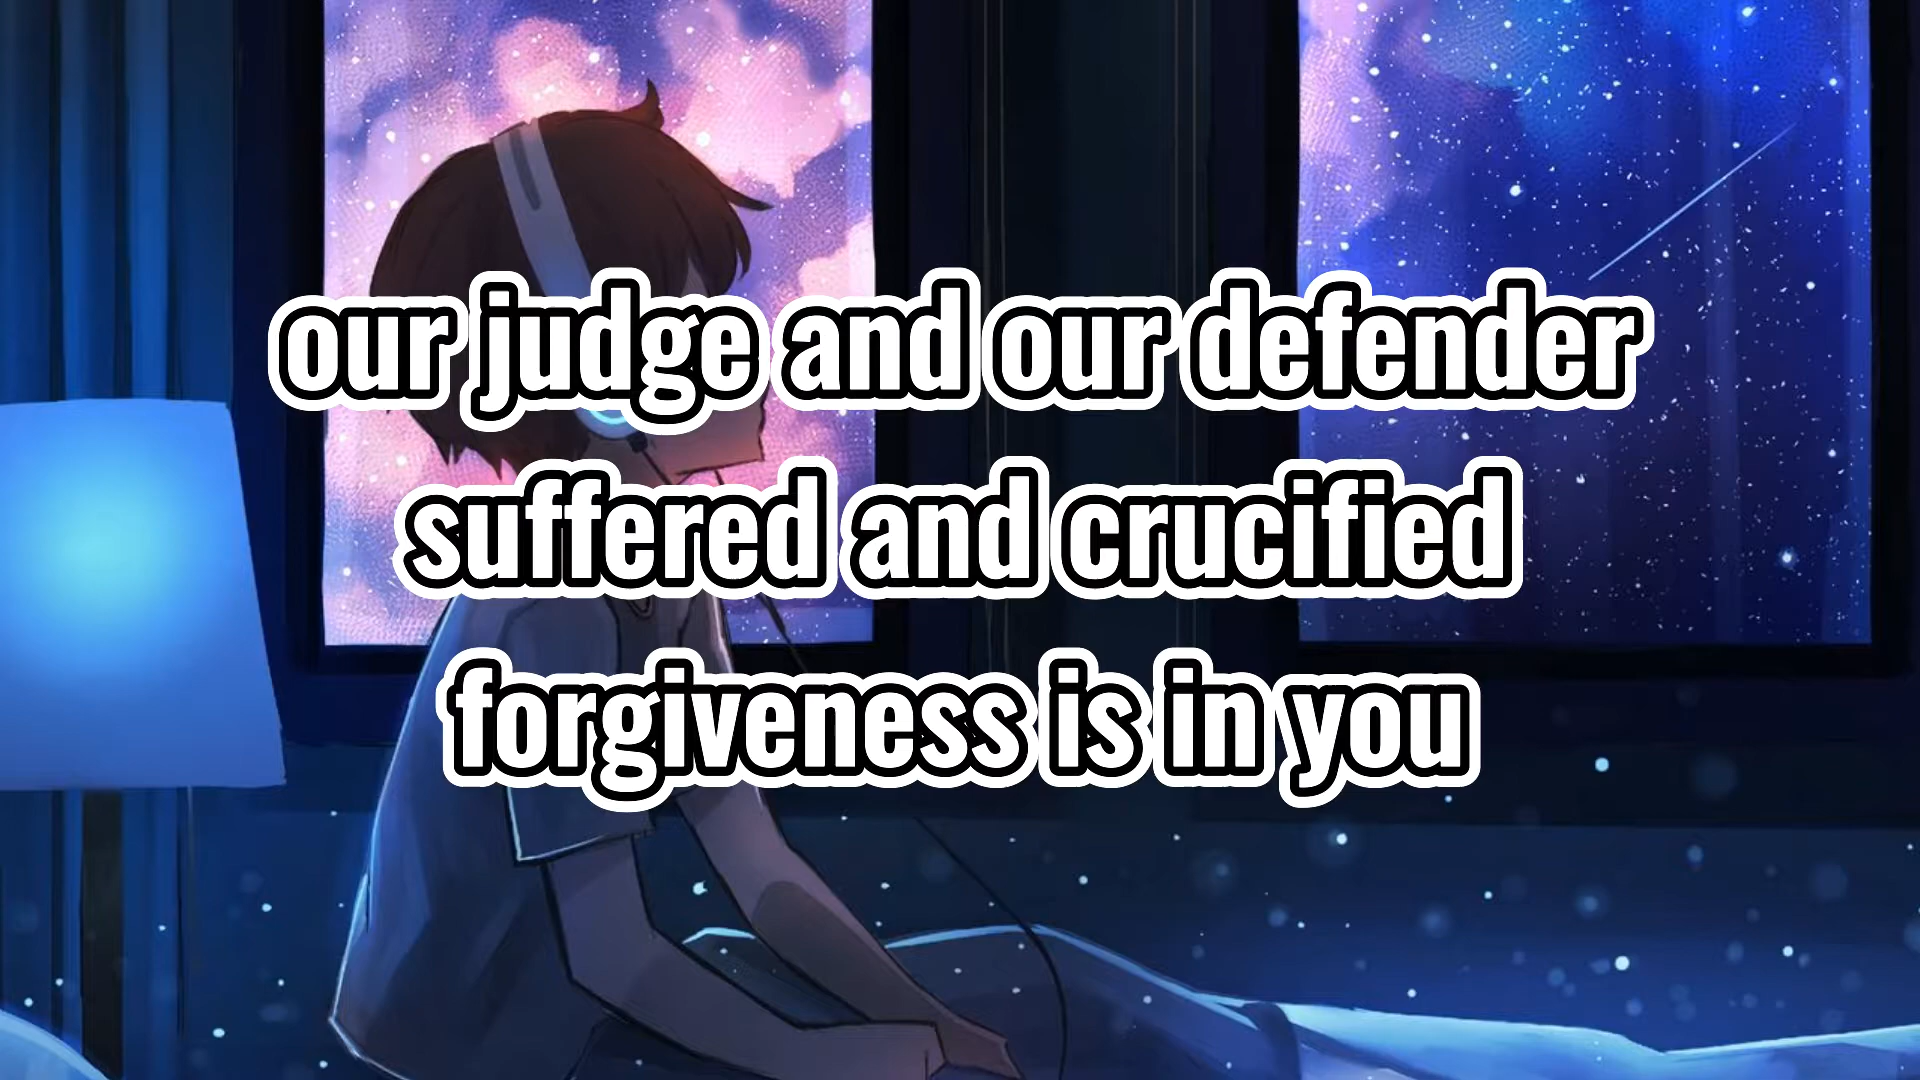 our judge and our defender
suffered and crucified
forgiveness is in you